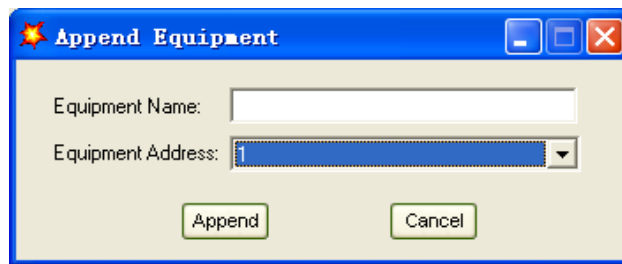 Append Equipment
Equipment Name:
Equipment Address: 1
Append Cancel